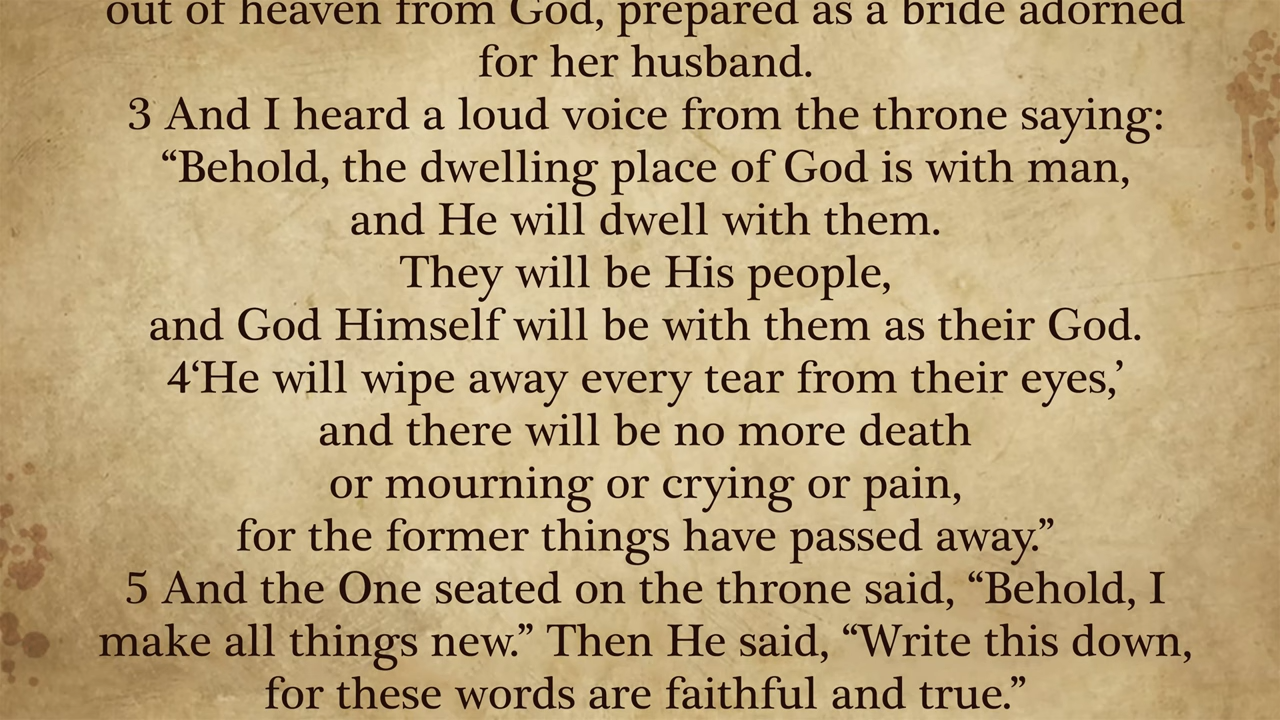 out of heaven from God, prepared as a bride adorned
for her husband.
3 And I heard a loud voice from the throne saying:
“Behold, the dwelling place of God is with man,
and He will dwell with them.
They will be His people,
and God Himself will be with them as their God.
4‘He will wipe away every tear from their eyes,’
and there will be no more death
or mourning or crying or pain,
for the former things have passed away.”
5 And the One seated on the throne said, “Behold, I
make all things new.” Then He said, “Write this down,
for these words are faithful and true.”